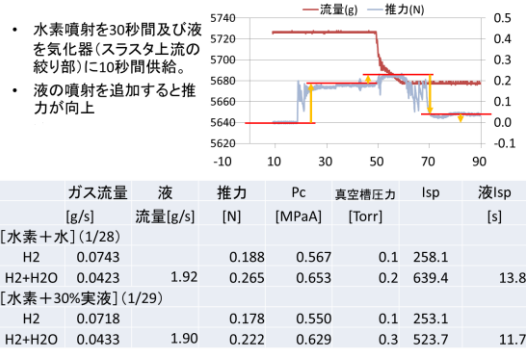 • 水素噴射を30秒間及び液
を気化器（スラスタ上流の
絞り部）に10秒間供給。
• 液の噴射を追加すると推
力が向上
流量(g) 推力(N)
5740 0.5
5720 0.4
5700 0.3
5680 0.2
5660 0.1
5640 0.0
5620 -0.1
-10 10 30 50 70 90
ガス流量 液 推力 Pc 真空槽圧力 Isp 液Isp
[g/s] 流量[g/s] [N] [MPaA] [Torr] [s]
[水素＋水]（1/28）
H2 0.0743 0.188 0.567 0.1 258.1
H2+H2O 0.0423 1.92 0.265 0.653 0.2 639.4 13.8
[水素＋30%実液]（1/29）
H2 0.0718 0.178 0.550 0.1 253.1
H2+H2O 0.0433 1.90 0.222 0.629 0.3 523.7 11.7